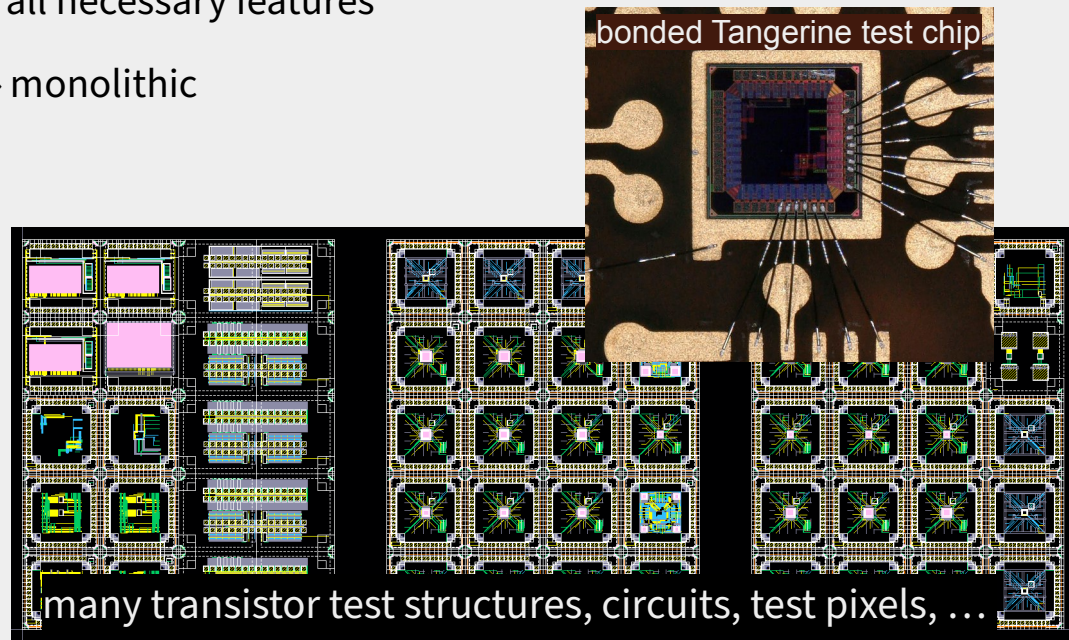 all necessary features
monolithic
bonded Tangerine test chip
many transistor test structures, circuits, test pixels, …